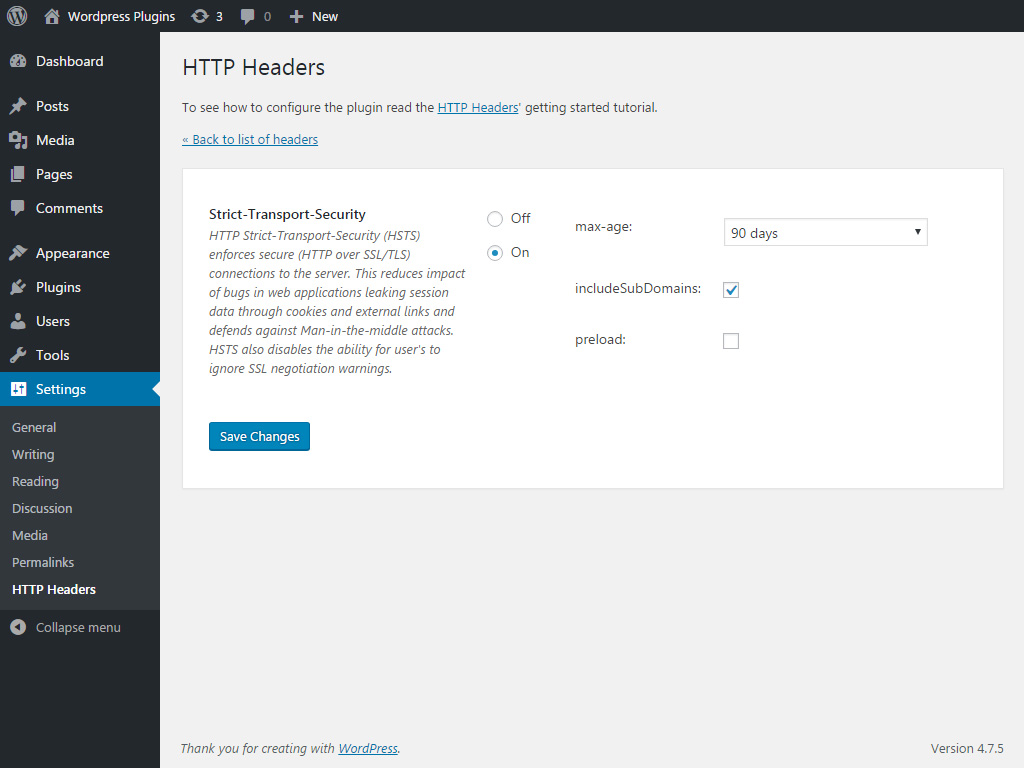 Wordpress Plugins 3 0 New
Dashboard
Posts
Media
Pages
Comments
Appearance
Plugins
Users
Tools
Settings
General
Writing
Reading
Discussion
Media
Permalinks
HTTP Headers
Collapse menu
HTTP Headers
To see how to configure the plugin read the HTTP Headers' getting started tutorial.
« Back to list of headers
Strict-Transport-Security
HTTP Strict-Transport-Security (HSTS)
enforces secure (HTTP over SSL/TLS)
connections to the server. This reduces impact
of bugs in web applications leaking session
data through cookies and external links and
defends against Man-in-the-middle attacks.
HSTS also disables the ability for user's to
ignore SSL negotiation warnings.
Off
On
max-age: 90 days
includeSubDomains:
preload:
Save Changes
Thank you for creating with WordPress.
Version 4.7.5